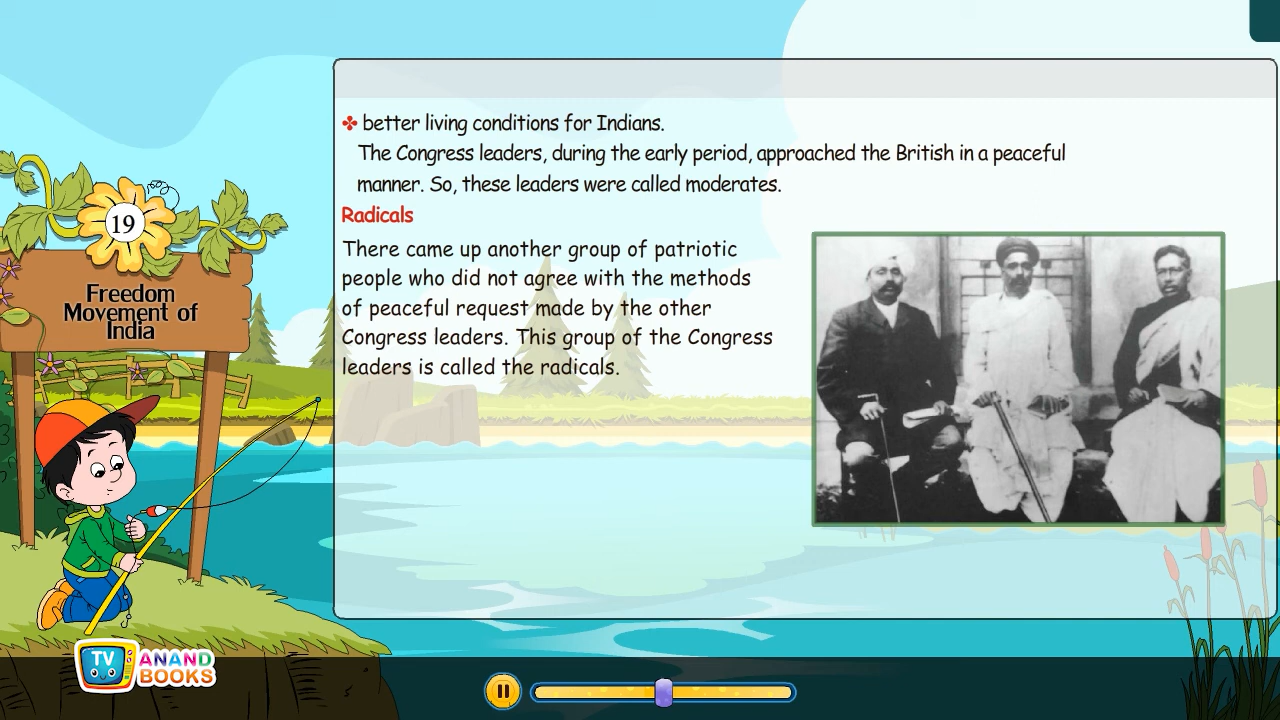 better living conditions for Indians.
The Congress leaders, during the early period, approached the British in a peaceful
manner. So, these leaders were called moderates.
Radicals
There came up another group of patriotic
people who did not agree with the methods
of peaceful request made by the other
Congress leaders. This group of the Congress
leaders is called the radicals.
19
Freedom
Movement of
India
TV
ANAND
BOOKS